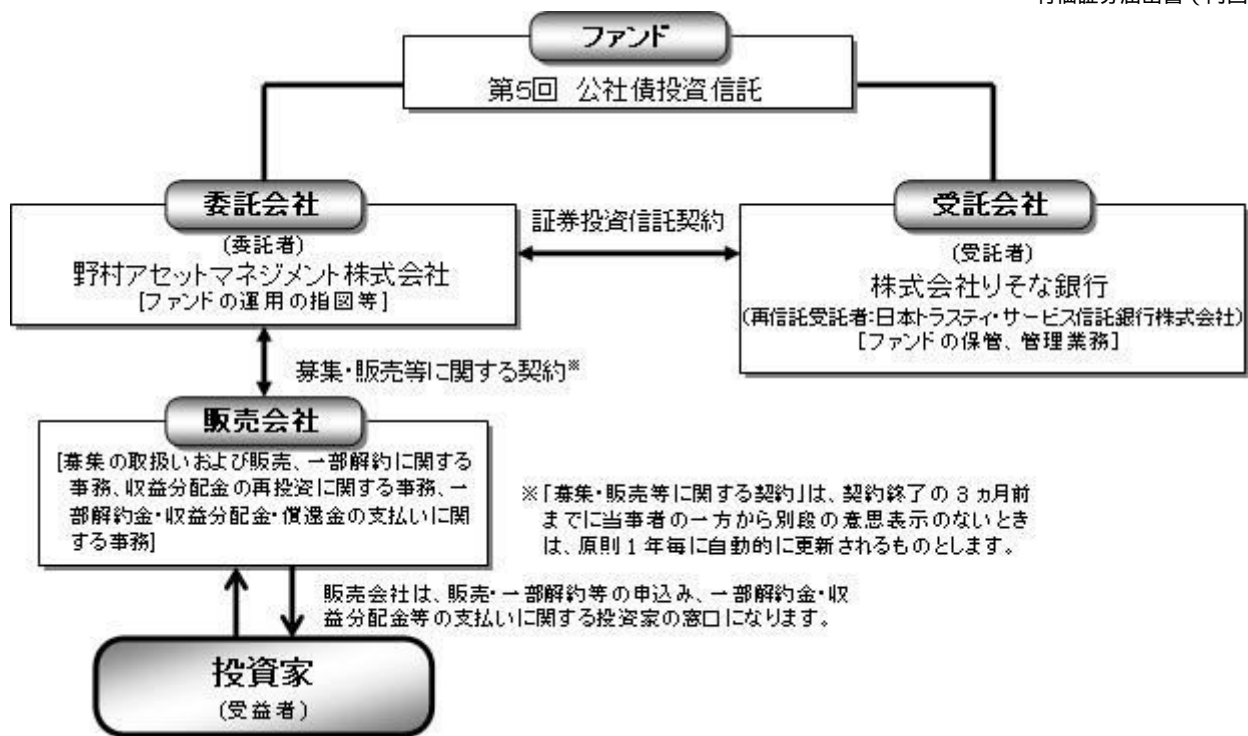 ファンド
第5回 公社債投資信託
委託会社
(委託者)
野村アセットマネジメント株式会社
[ファンドの運用の指図等]
証券投資信託契約
受託会社
(受託者)
株式会社りそな銀行
(再信託受託者:日本トラスティ・サービス信託銀行株式会社)
[ファンドの保管、管理業務]
募集・販売等に関する契約※
販売会社
[募集の取扱いおよび販売、一部解約に関する
事務、収益分配金の再投資に関する事務、一
部解約金・収益分配金・償還金の支払いに関
する事務]
※「募集・販売等に関する契約」は、契約終了の3ヵ月前
までに当事者の一方から別段の意思表示のないとき
は、原則1年毎に自動的に更新されるものとします。
販売会社は、販売・一部解約等の申込み、一部解約金・収
益分配金等の支払いに関する投資家の窓口になります。
投資家
(受益者)